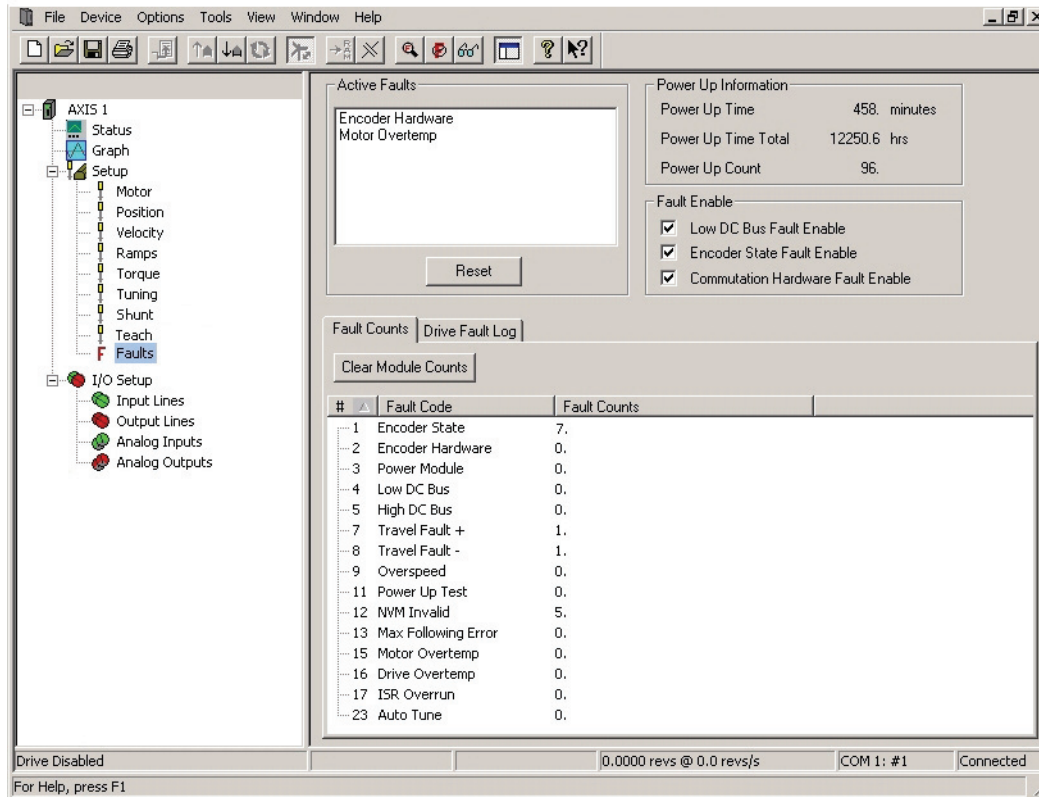 File Device Options Tools View Window Help
AXIS 1
Status
Graph
Setup
Motor
Position
Velocity
Ramps
Torque
Tuning
Shunt
Teach
F Faults
I/O Setup
Input Lines
Output Lines
Analog Inputs
Analog Outputs
Active Faults
Encoder Hardware
Motor Overtemp
Reset
Power Up Information
Power Up Time 458. minutes
Power Up Time Total 12250.6 hrs
Power Up Count 96.
Fault Enable
Low DC Bus Fault Enable
Encoder State Fault Enable
Commutation Hardware Fault Enable
Fault Counts Drive Fault Log
Clear Module Counts
# Fault Code Fault Counts
1 Encoder State 7.
2 Encoder Hardware 0.
3 Power Module 0.
4 Low DC Bus 0.
5 High DC Bus 0.
7 Travel Fault + 1.
8 Travel Fault - 1.
9 Overspeed 0.
11 Power Up Test 0.
12 NVM Invalid 5.
13 Max Following Error 0.
15 Motor Overtemp 0.
16 Drive Overtemp 0.
17 ISR Overrun 0.
23 Auto Tune 0.
Drive Disabled 0.0000 revs @ 0.0 revs/s COM 1: #1 Connected
For Help, press F1